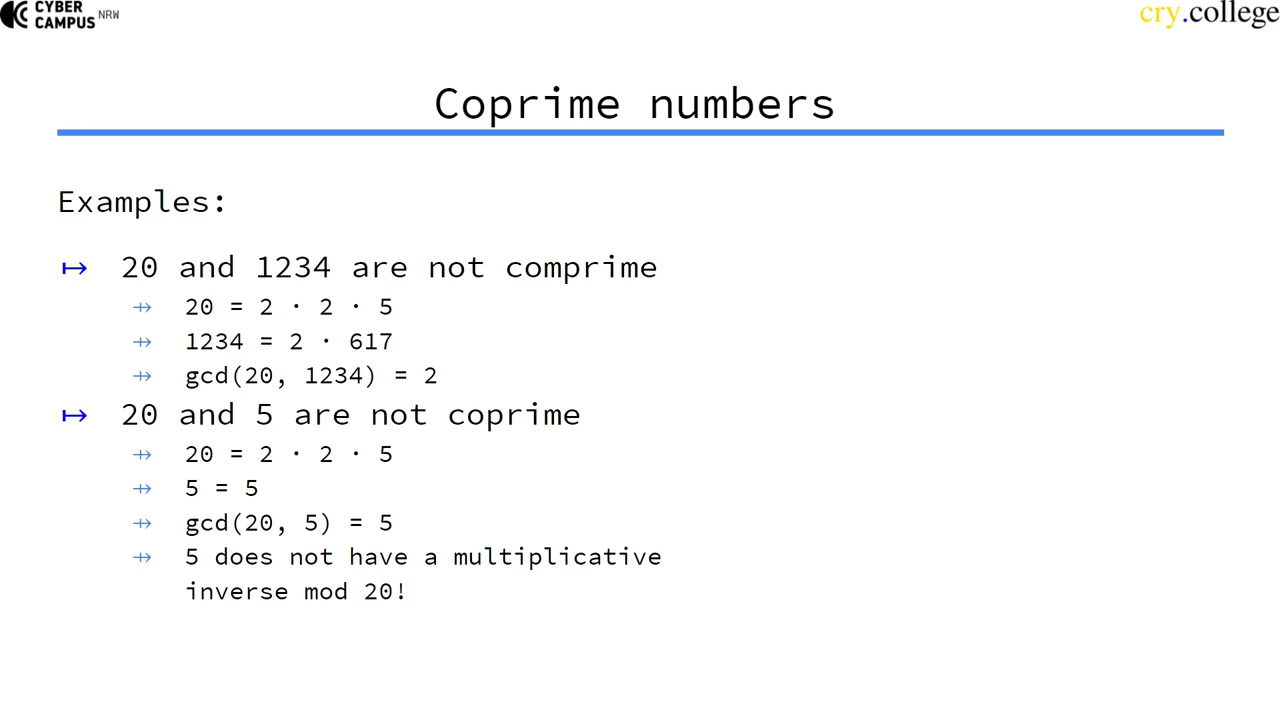 CYBER
CAMPUS NRW
cry.college
Coprime numbers
Examples:
↦ 20 and 1234 are not comprime
⇸ 20 = 2 · 2 · 5
⇸ 1234 = 2 · 617
⇸ gcd(20, 1234) = 2
↦ 20 and 5 are not coprime
⇸ 20 = 2 · 2 · 5
⇸ 5 = 5
⇸ gcd(20, 5) = 5
⇸ 5 does not have a multiplicative
inverse mod 20!